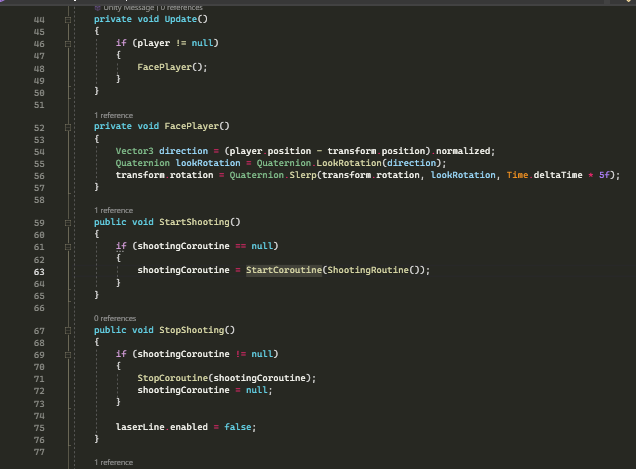 Unity Message | 0 references
44 private void Update()
45 {
46 if (player != null)
47 {
48 FacePlayer();
49 }
50 }
51
1 reference
52 private void FacePlayer()
53 {
54 Vector3 direction = (player.position - transform.position).normalized;
55 Quaternion lookRotation = Quaternion.LookRotation(direction);
56 transform.rotation = Quaternion.Slerp(transform.rotation, lookRotation, Time.deltaTime * 5f);
57 }
58
1 reference
59 public void StartShooting()
60 {
61 if (shootingCoroutine == null)
62 {
63 shootingCoroutine = StartCoroutine(ShootingRoutine());
64 }
65 }
66
0 references
67 public void StopShooting()
68 {
69 if (shootingCoroutine != null)
70 {
71 StopCoroutine(shootingCoroutine);
72 shootingCoroutine = null;
73 }
74
75 laserLine.enabled = false;
76 }
77
1 reference